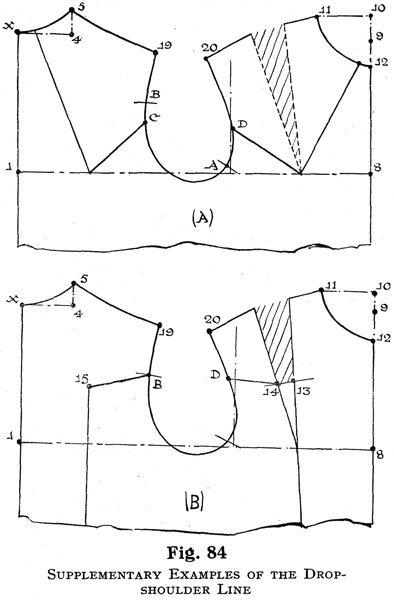 5
X
4
19
B
C
1
20
D
A
11
10
9
12
8
(A)
5
X
4
19
15
B
1
20
D
14
13
11
10
9
12
8
(B)
Fig. 84
SUPPLEMENTARY EXAMPLES OF THE DROP-
SHOULDER LINE